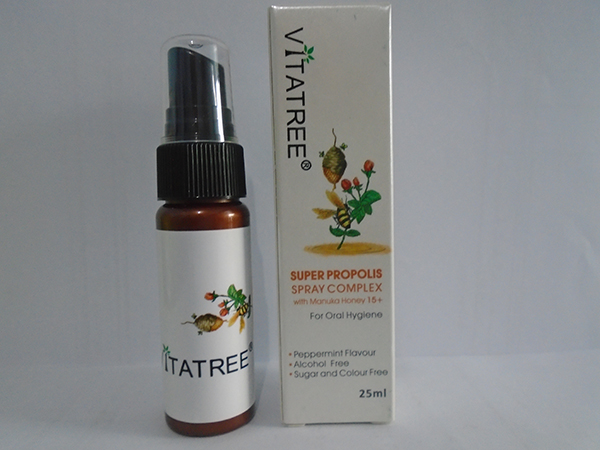 VITATREE®
SUPER PROPOLIS
SPRAY COMPLEX
with Manuka Honey 15+
For Oral Hygiene
• Peppermint Flavour
• Alcohol Free
• Sugar and Colour Free
25ml
VITATREE®